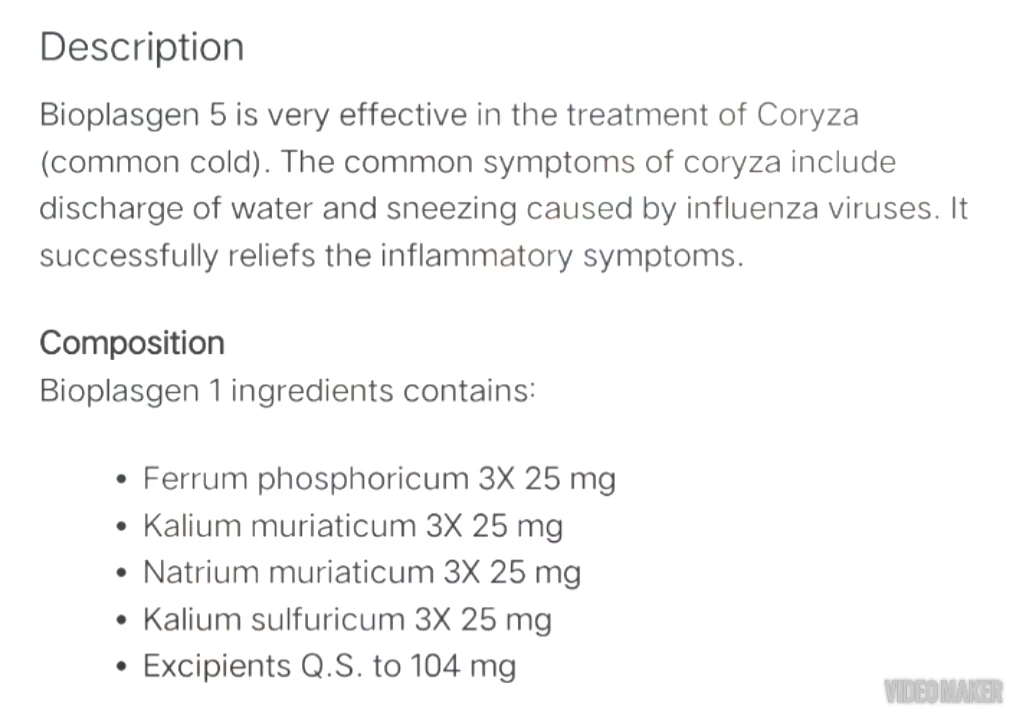 Description
Bioplasgen 5 is very effective in the treatment of Coryza
(common cold). The common symptoms of coryza include
discharge of water and sneezing caused by influenza viruses. It
successfully reliefs the inflammatory symptoms.
Composition
Bioplasgen 1 ingredients contains:
• Ferrum phosphoricum 3X 25 mg
• Kalium muriaticum 3X 25 mg
• Natrium muriaticum 3X 25 mg
• Kalium sulfuricum 3X 25 mg
• Excipients Q.S. to 104 mg
VIDEO MAKER